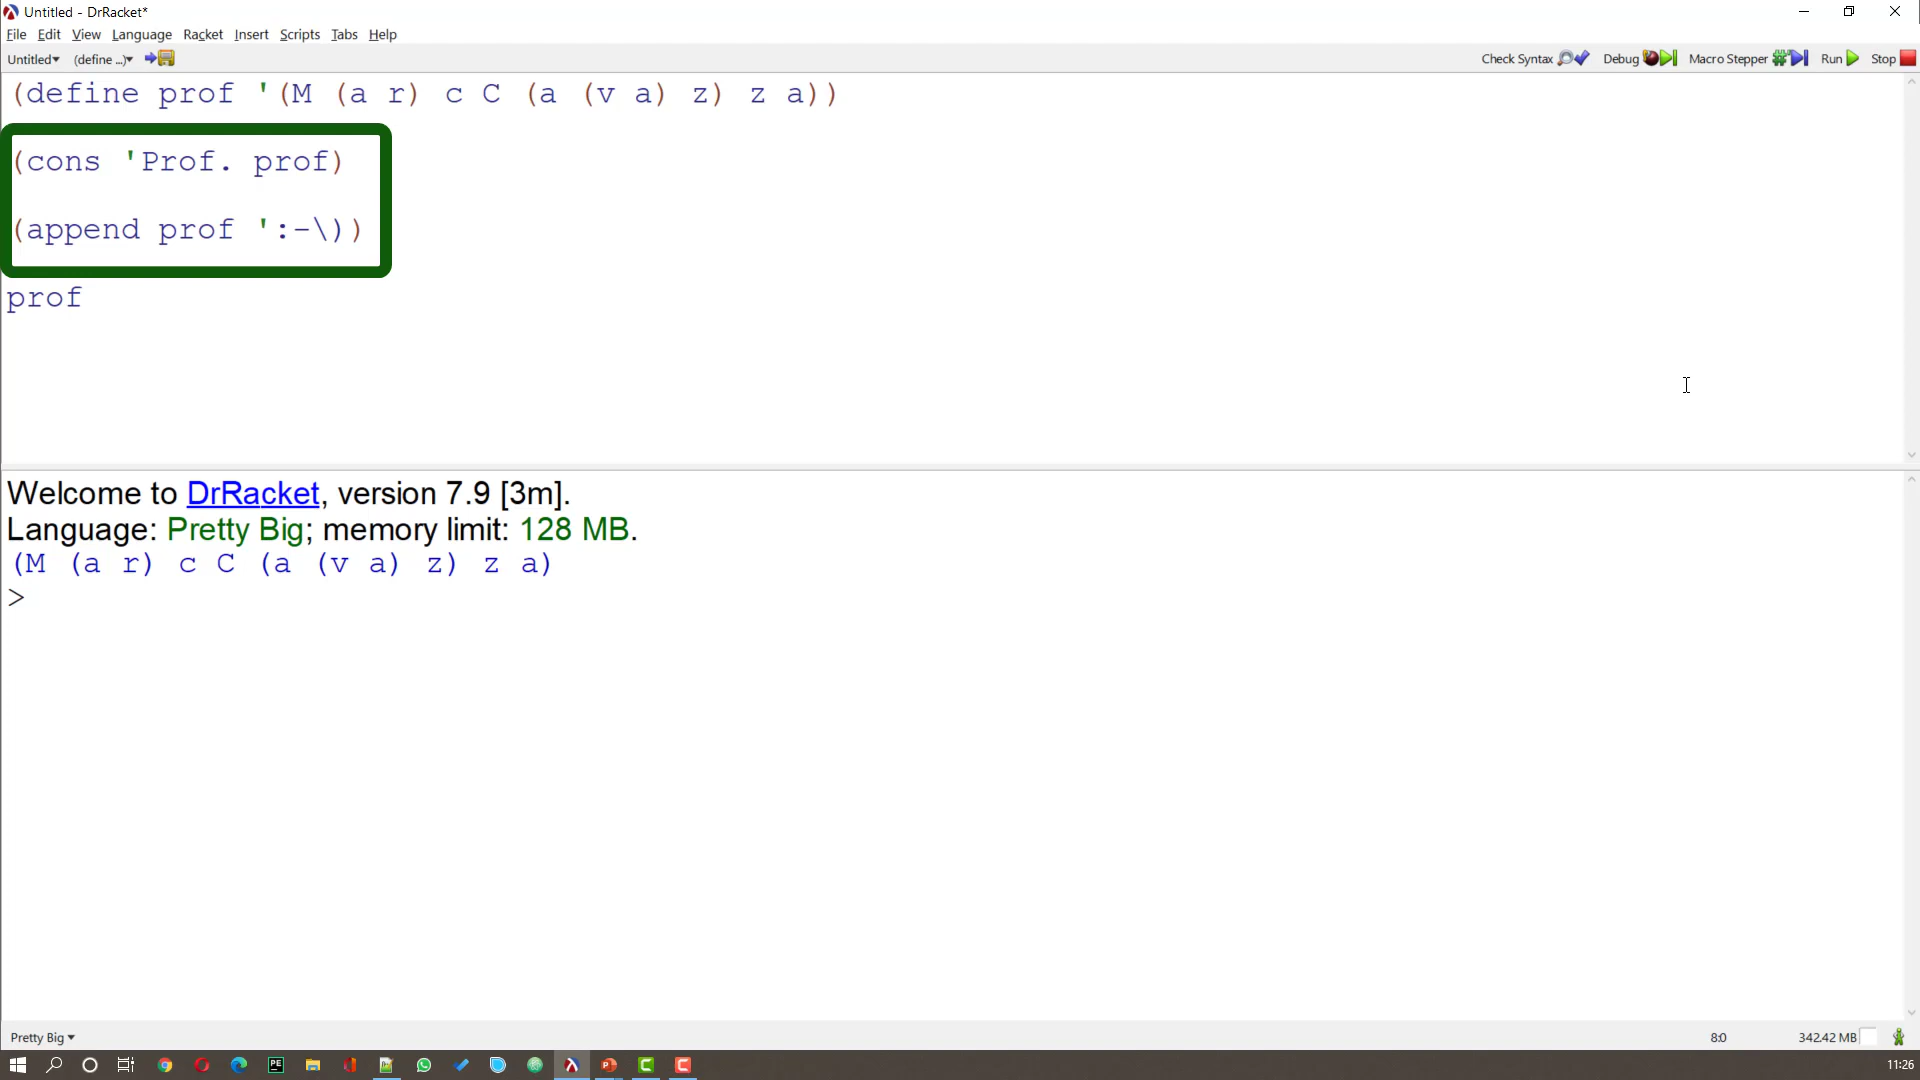 Untitled - DrRacket*
File Edit View Language Racket Insert Scripts Tabs Help
Untitled▾ (define ...)▾ Check Syntax Debug Macro Stepper Run Stop
(define prof '(M (a r) c C (a (v a) z) z a))
(cons 'Prof. prof)
(append prof ':-\))
prof
Welcome to DrRacket, version 7.9 [3m].
Language: Pretty Big; memory limit: 128 MB.
(M (a r) c C (a (v a) z) z a)
>
Pretty Big▾ 8:0 342.42 MB
11:26